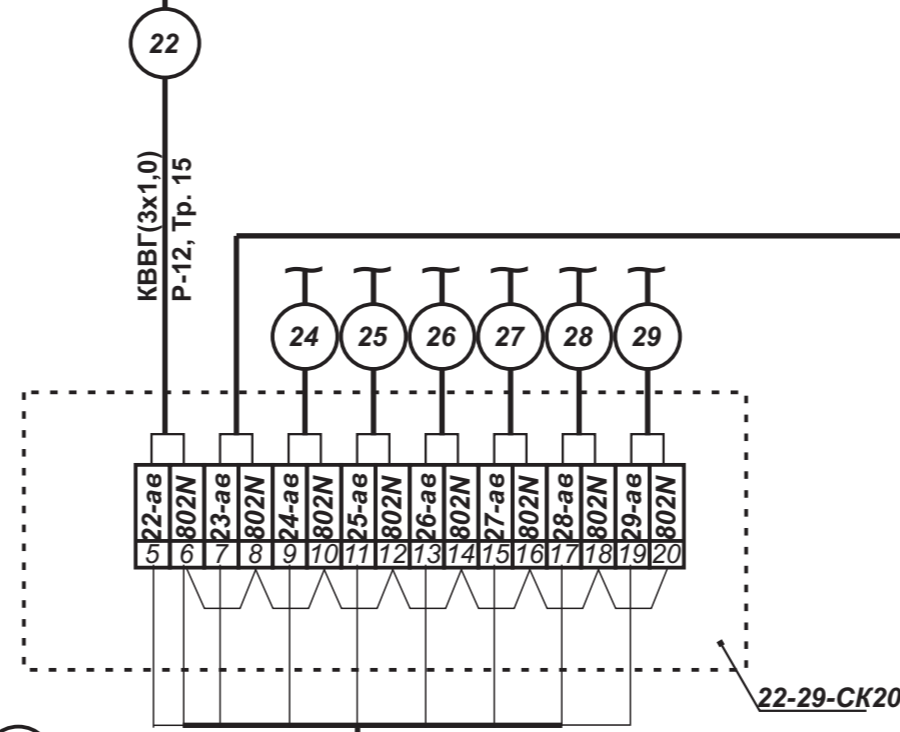 22
КВВГ(3х1,0)
Р-12, Тр. 15
24 25 26 27 28 29
22-ав 802N 23-ав 802N 24-ав 802N 25-ав 802N 26-ав 802N 27-ав 802N 28-ав 802N 29-ав 802N
5 6 7 8 9 10 11 12 13 14 15 16 17 18 19 20
22-29-СК20